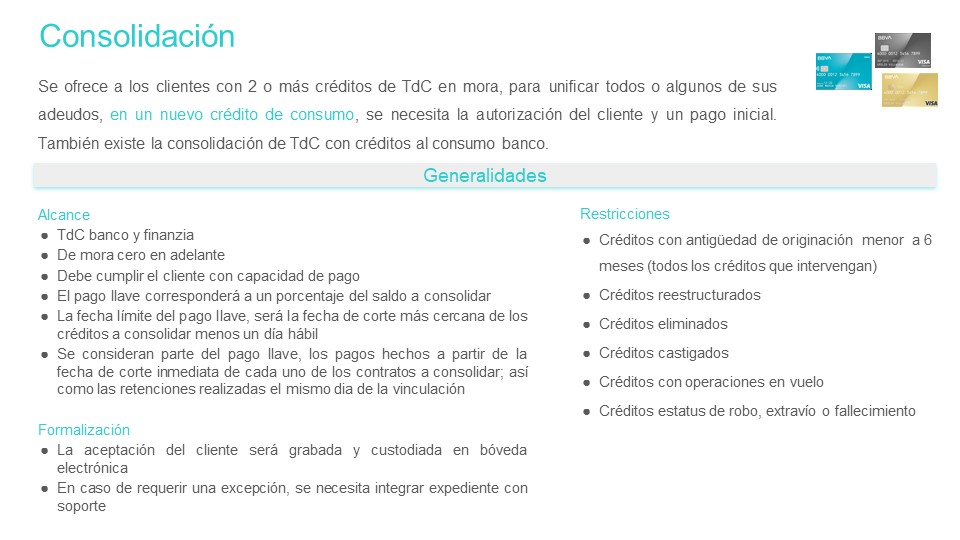 Consolidación
BBVA
VISA
BBVA
VISA
BBVA
VISA
Se ofrece a los clientes con 2 o más créditos de TdC en mora, para unificar todos o algunos de sus
adeudos, en un nuevo crédito de consumo, se necesita la autorización del cliente y un pago inicial.
También existe la consolidación de TdC con créditos al consumo banco.
Generalidades
Alcance
● TdC banco y finanzia
● De mora cero en adelante
● Debe cumplir el cliente con capacidad de pago
● El pago llave corresponderá a un porcentaje del saldo a consolidar
● La fecha límite del pago llave, será la fecha de corte más cercana de los
créditos a consolidar menos un día hábil
● Se consideran parte del pago llave, los pagos hechos a partir de la
fecha de corte inmediata de cada uno de los contratos a consolidar; así
como las retenciones realizadas el mismo dia de la vinculación
Formalización
● La aceptación del cliente será grabada y custodiada en bóveda
electrónica
● En caso de requerir una excepción, se necesita integrar expediente con
soporte
Restricciones
● Créditos con antigüedad de originación menor a 6
meses (todos los créditos que intervengan)
● Créditos reestructurados
● Créditos eliminados
● Créditos castigados
● Créditos con operaciones en vuelo
● Créditos estatus de robo, extravío o fallecimiento